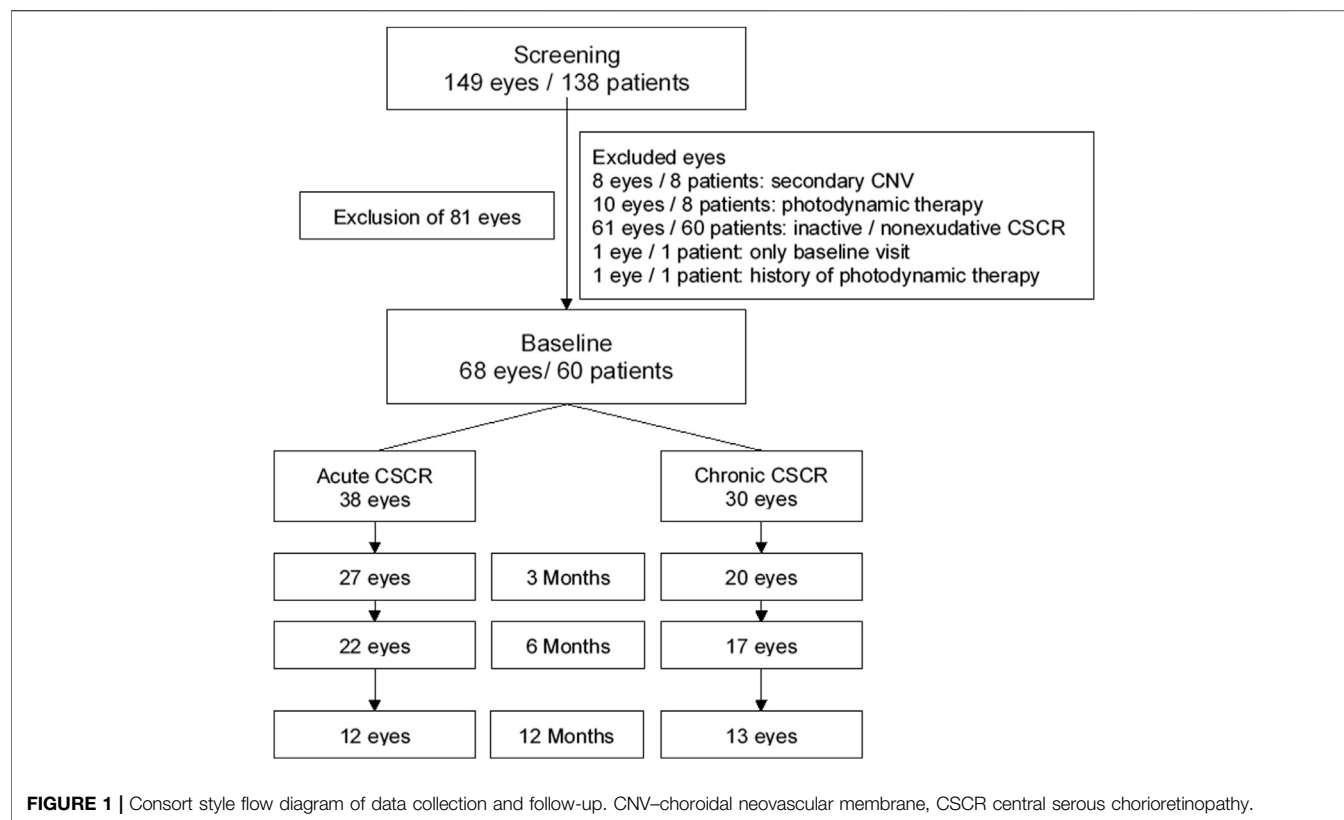 Screening
149 eyes / 138 patients
Exclusion of 81 eyes
Excluded eyes
8 eyes / 8 patients: secondary CNV
10 eyes / 8 patients: photodynamic therapy
61 eyes / 60 patients: inactive / nonexudative CSCR
1 eye / 1 patient: only baseline visit
1 eye / 1 patient: history of photodynamic therapy
Baseline
68 eyes/ 60 patients
Acute CSCR
38 eyes
Chronic CSCR
30 eyes
27 eyes
3 Months
20 eyes
22 eyes
6 Months
17 eyes
12 eyes
12 Months
13 eyes
FIGURE 1 | Consort style flow diagram of data collection and follow-up. CNV–choroidal neovascular membrane, CSCR central serous chorioretinopathy.